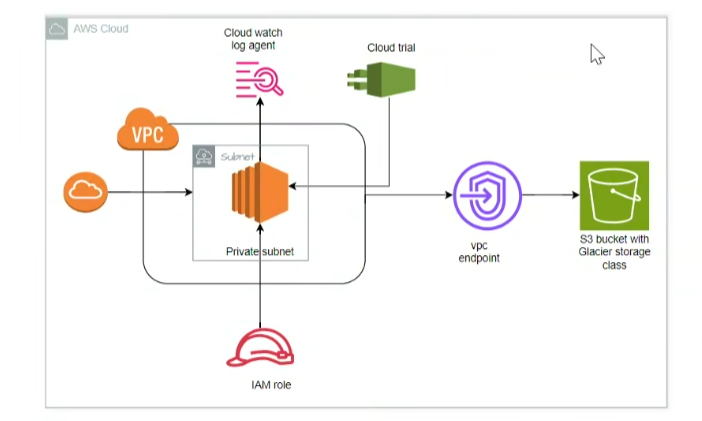 AWS Cloud
Cloud watch
log agent
Cloud trial
VPC
Subnet
Private subnet
vpc
endpoint
S3 bucket with
Glacier storage
class
IAM role